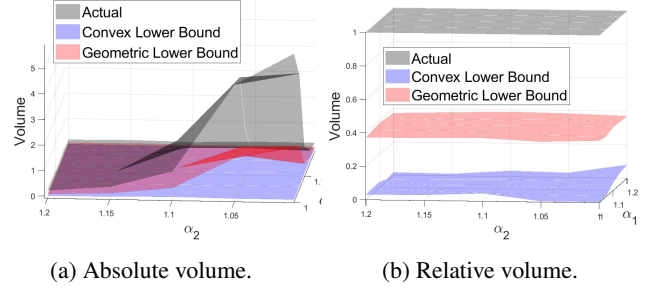 Actual
Convex Lower Bound
Geometric Lower Bound
Volume
5
4
3
2
1
0
1.2
1.15
1.1
1.05
1
1.
α2
(a) Absolute volume.
Actual
Convex Lower Bound
Geometric Lower Bound
Volume
1
0.8
0.6
0.4
0.2
0
1.2
1.15
1.1
1.05
1
1.1
1.2
α2
α1
(b) Relative volume.